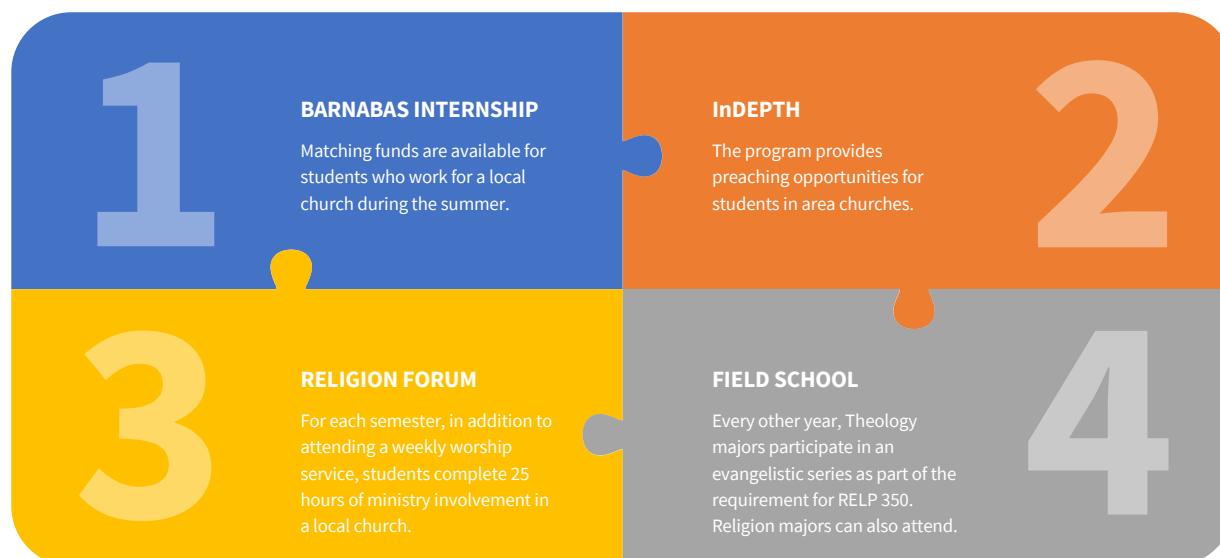 1
BARNABAS INTERNSHIP
Matching funds are available for
students who work for a local
church during the summer.
2
InDEPTH
The program provides
preaching opportunities for
students in area churches.
3
RELIGION FORUM
For each semester, in addition to
attending a weekly worship
service, students complete 25
hours of ministry involvement in
a local church.
4
FIELD SCHOOL
Every other year, Theology
majors participate in an
evangelistic series as part of the
requirement for RELP 350.
Religion majors can also attend.